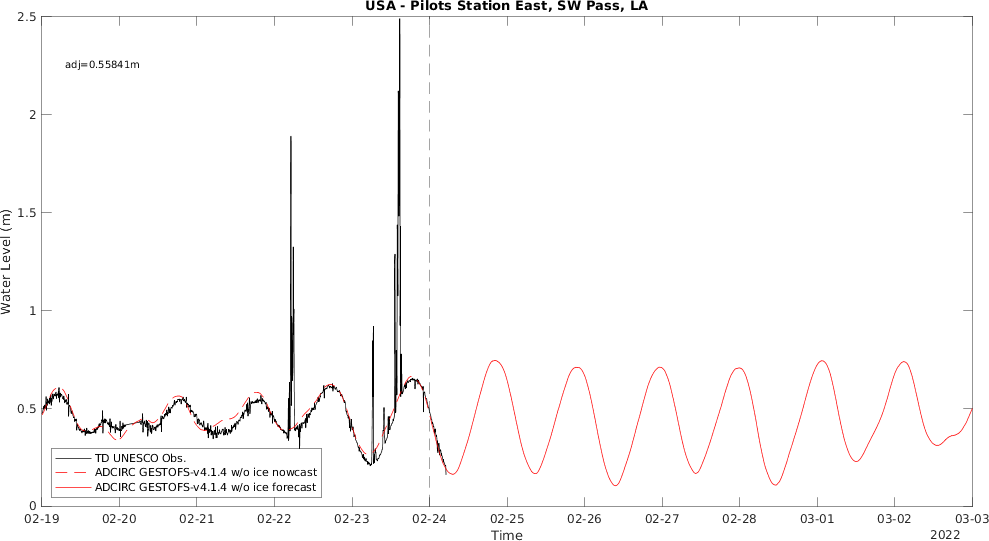 USA - Pilots Station East, SW Pass, LA
2.5
adj=0.55841m
2
1.5
Water Level (m)
1
0.5
TD UNESCO Obs.
ADCIRC GESTOFS-v4.1.4 w/o ice nowcast
ADCIRC GESTOFS-v4.1.4 w/o ice forecast
0
02-19 02-20 02-21 02-22 02-23 02-24 02-25 02-26 02-27 02-28 03-01 03-02 03-03
Time
2022